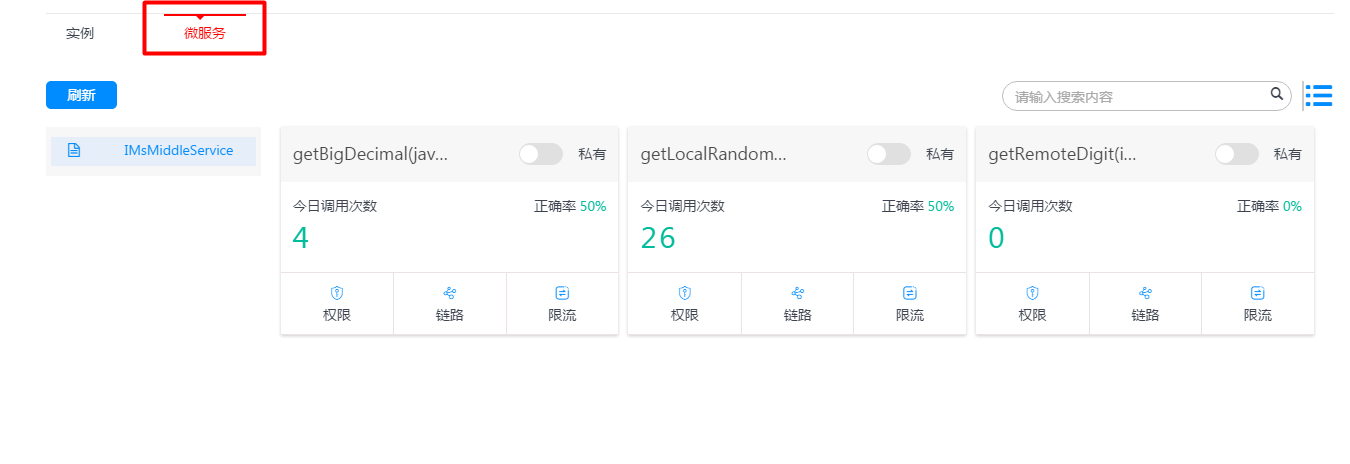 实例
微服务
刷新
请输入搜索内容
IMsMiddleService
getBigDecimal(jav...
私有
今日调用次数
正确率 50%
4
权限
链路
限流
getLocalRandom...
私有
今日调用次数
正确率 50%
26
权限
链路
限流
getRemoteDigit(i...
私有
今日调用次数
正确率 0%
0
权限
链路
限流